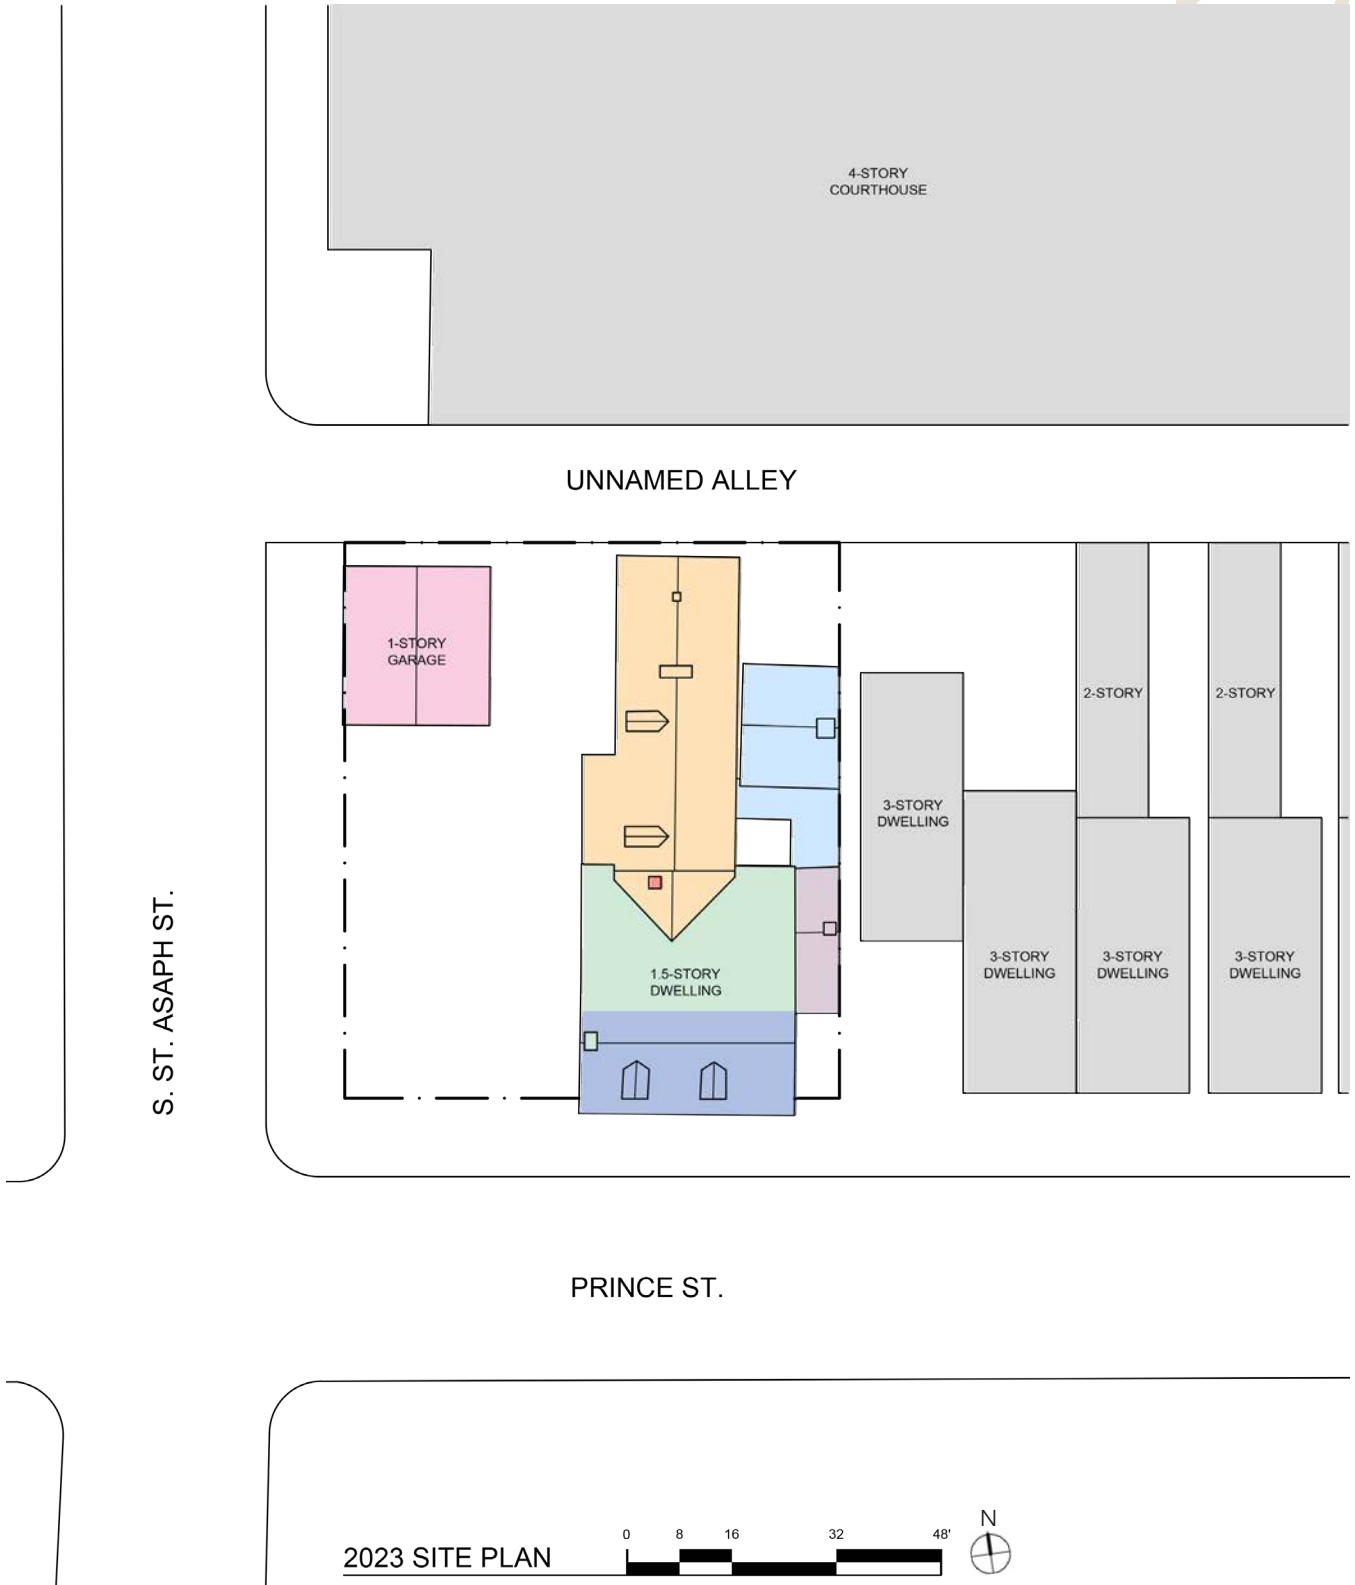 4-STORY
COURTHOUSE
UNNAMED ALLEY
1-STORY
GARAGE
2-STORY
2-STORY
3-STORY
DWELLING
S. ST. ASAPH ST.
1.5-STORY
DWELLING
3-STORY
DWELLING
3-STORY
DWELLING
3-STORY
DWELLING
PRINCE ST.
2023 SITE PLAN
0 8 16 32 48'
N